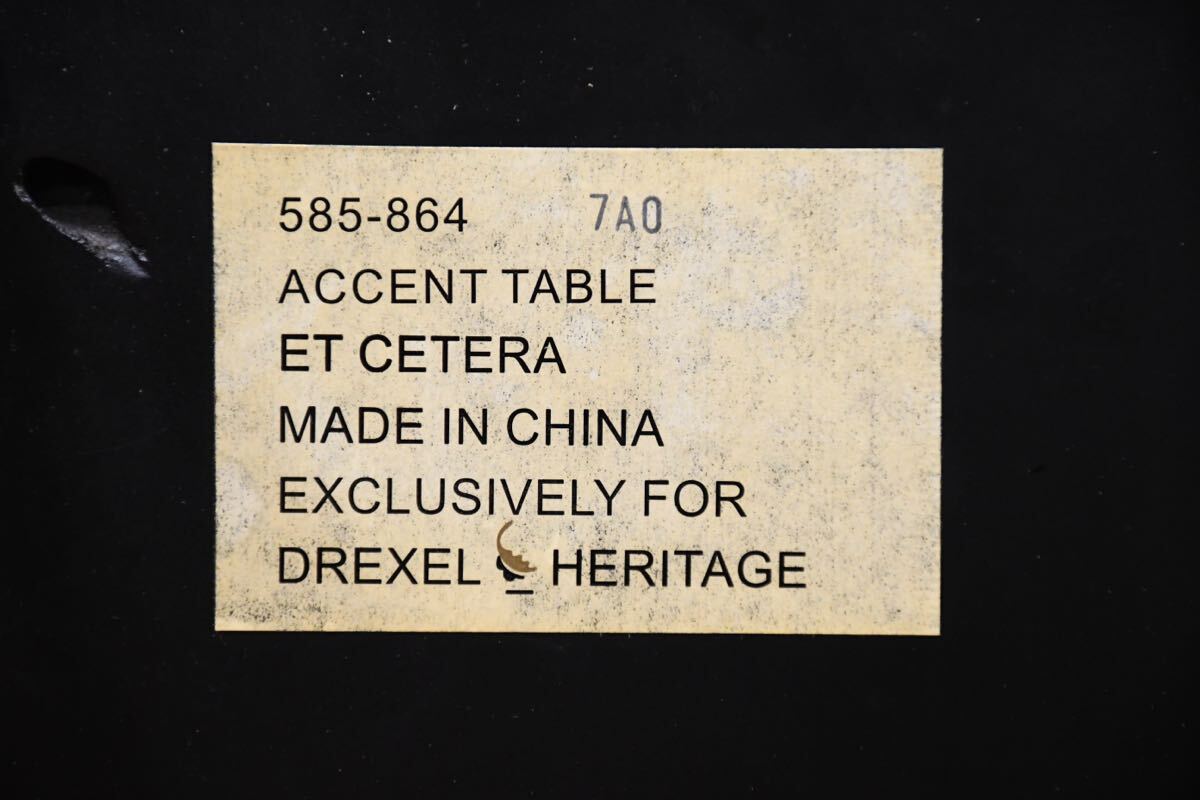 585-864 7A0
ACCENT TABLE
ET CETERA
MADE IN CHINA
EXCLUSIVELY FOR
DREXEL HERITAGE